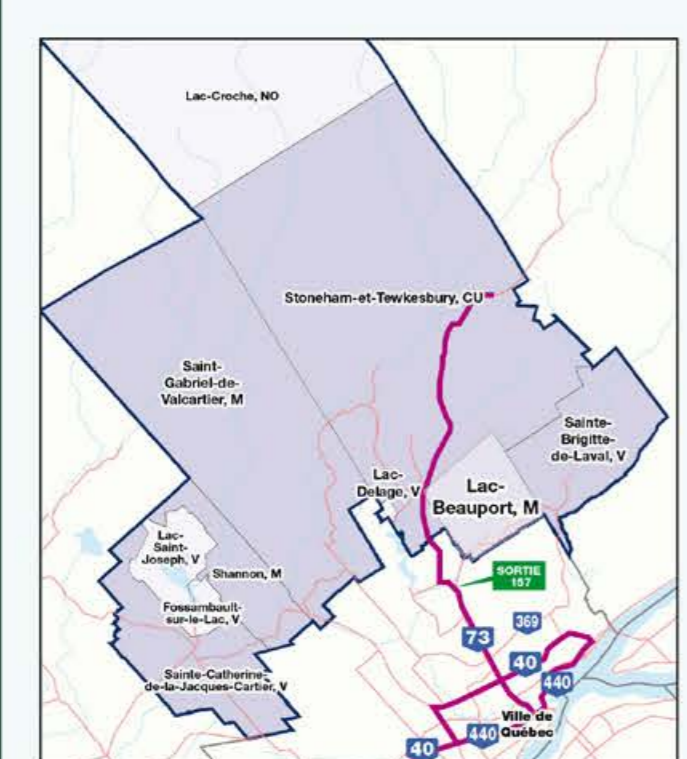 Lac-Croche, NO
Stoneham-et-Tewkesbury, CU
Saint-
Gabriel-de-
Valcartier, M
Sainte-
Brigitte-
de-Laval, V
Lac-
Delage, V
Lac-
Beauport, M
Lac-
Saint-
Joseph, V
Shannon, M
Fossambault-
sur-le-Lac, V
Sainte-Catherine-
de-la-Jacques-Cartier, V
SORTIE
157
369
73
40
440
Ville de
Québec
440
40